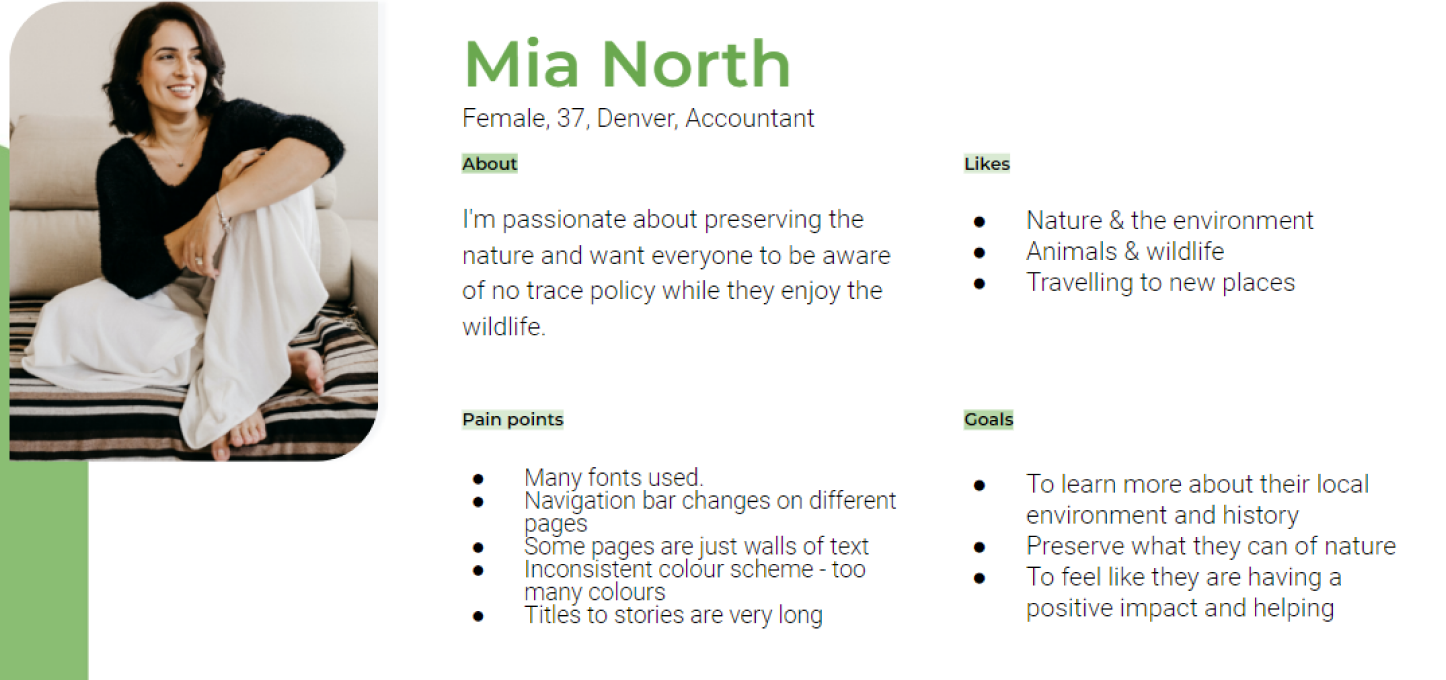 Mia North
Female, 37, Denver, Accountant
About
I'm passionate about preserving the
nature and want everyone to be aware
of no trace policy while they enjoy the
wildlife.
Likes
● Nature & the environment
● Animals & wildlife
● Travelling to new places
Pain points
● Many fonts used.
● Navigation bar changes on different
pages
● Some pages are just walls of text
● Inconsistent colour scheme - too
many colours
● Titles to stories are very long
Goals
● To learn more about their local
environment and history
● Preserve what they can of nature
● To feel like they are having a
positive impact and helping